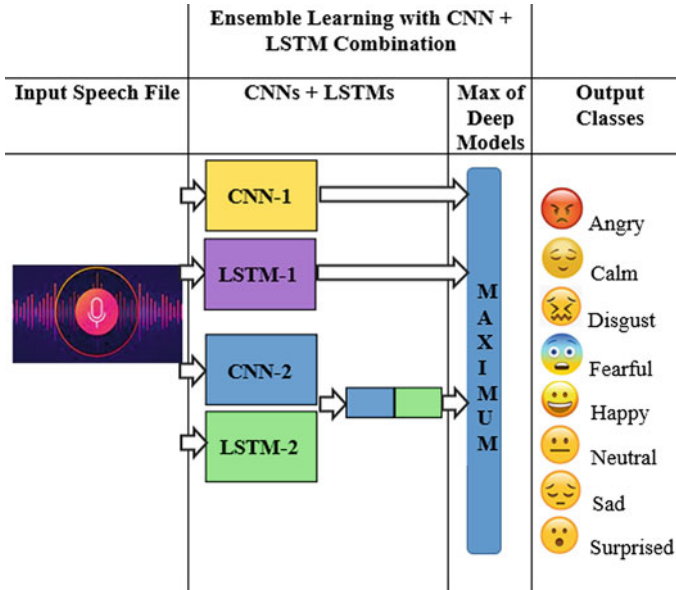 Ensemble Learning with CNN +
LSTM Combination
Input Speech File
CNNs + LSTMs
Max of
Deep
Models
Output
Classes
CNN-1
LSTM-1
CNN-2
LSTM-2
MAXIMUM
Angry
Calm
Disgust
Fearful
Happy
Neutral
Sad
Surprised